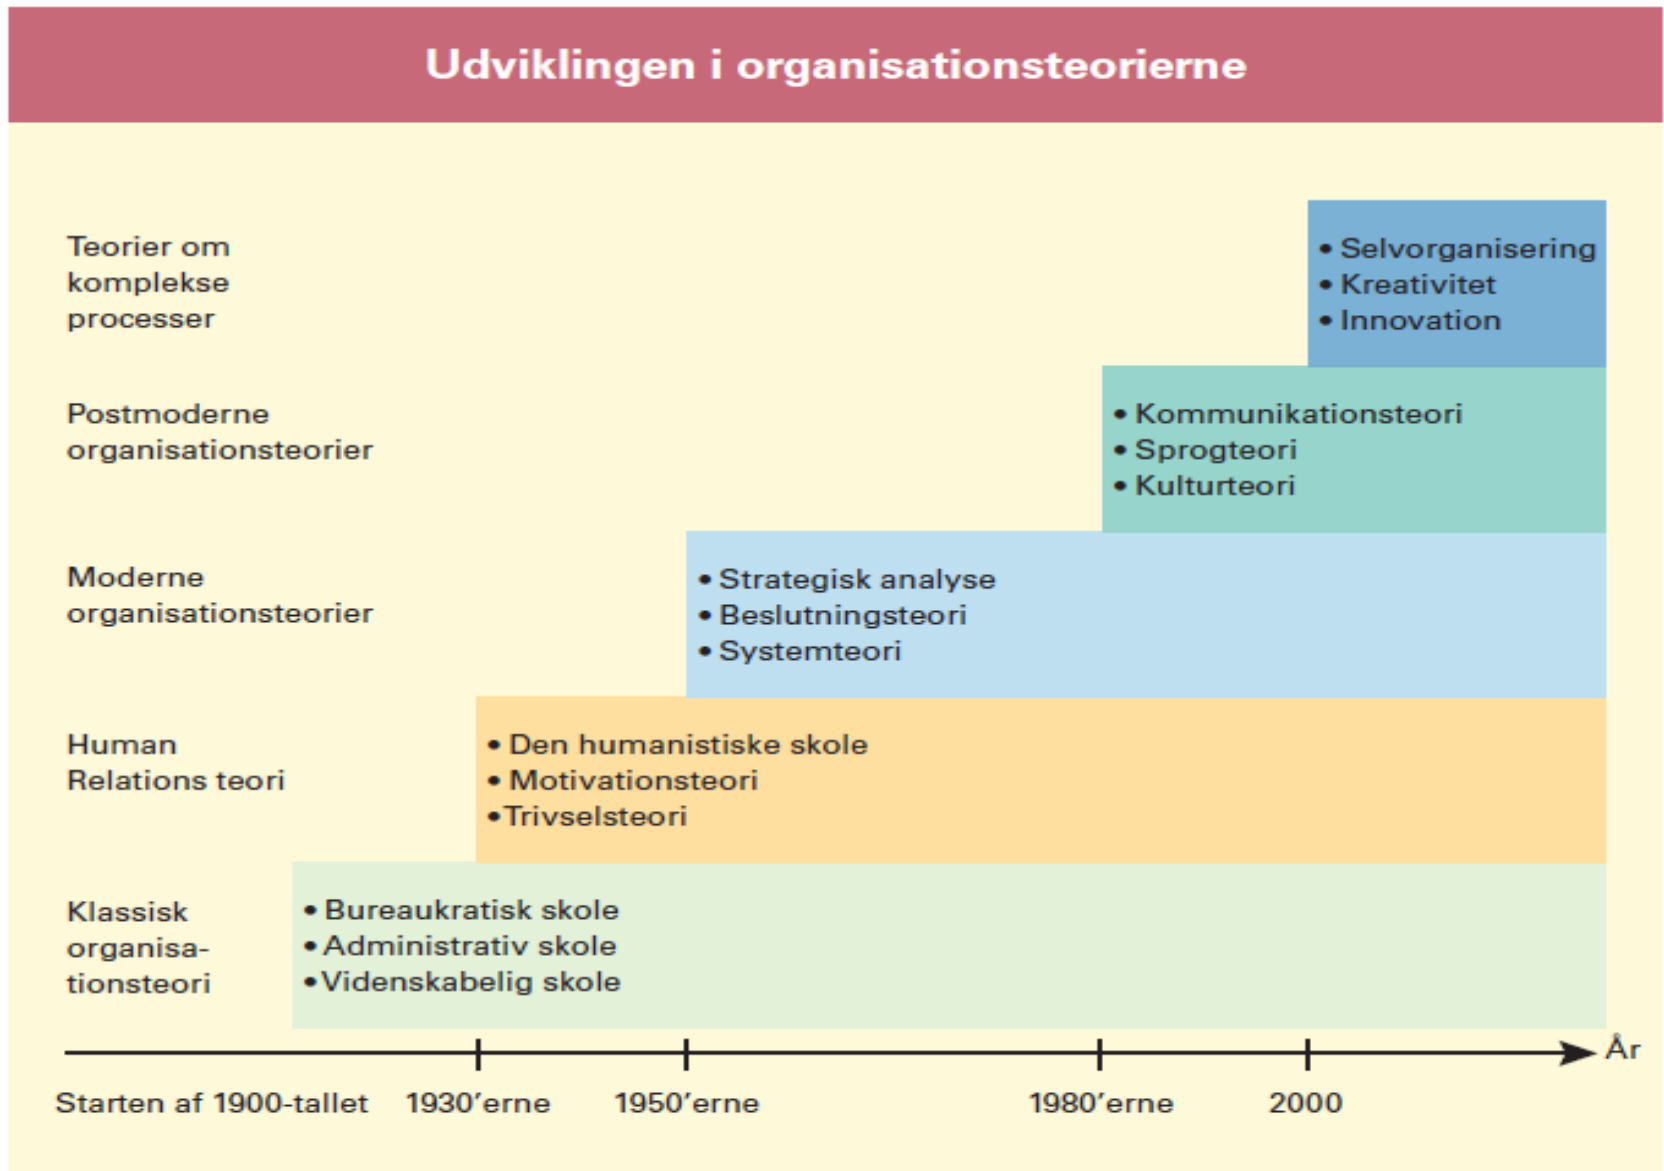 Udviklingen i organisationsteorierne
Teorier om
komplekse
processer
• Selvorganisering
• Kreativitet
• Innovation
Postmoderne
organisationsteorier
• Kommunikationsteori
• Sprogteori
• Kulturteori
Moderne
organisationsteorier
• Strategisk analyse
• Beslutningsteori
• Systemteori
Human
Relations teori
• Den humanistiske skole
• Motivationsteori
•Trivselsteori
Klassisk
organisa-
tionsteori
• Bureaukratisk skole
• Administrativ skole
• Videnskabelig skole
År
Starten af 1900-tallet 1930’erne 1950’erne 1980’erne 2000